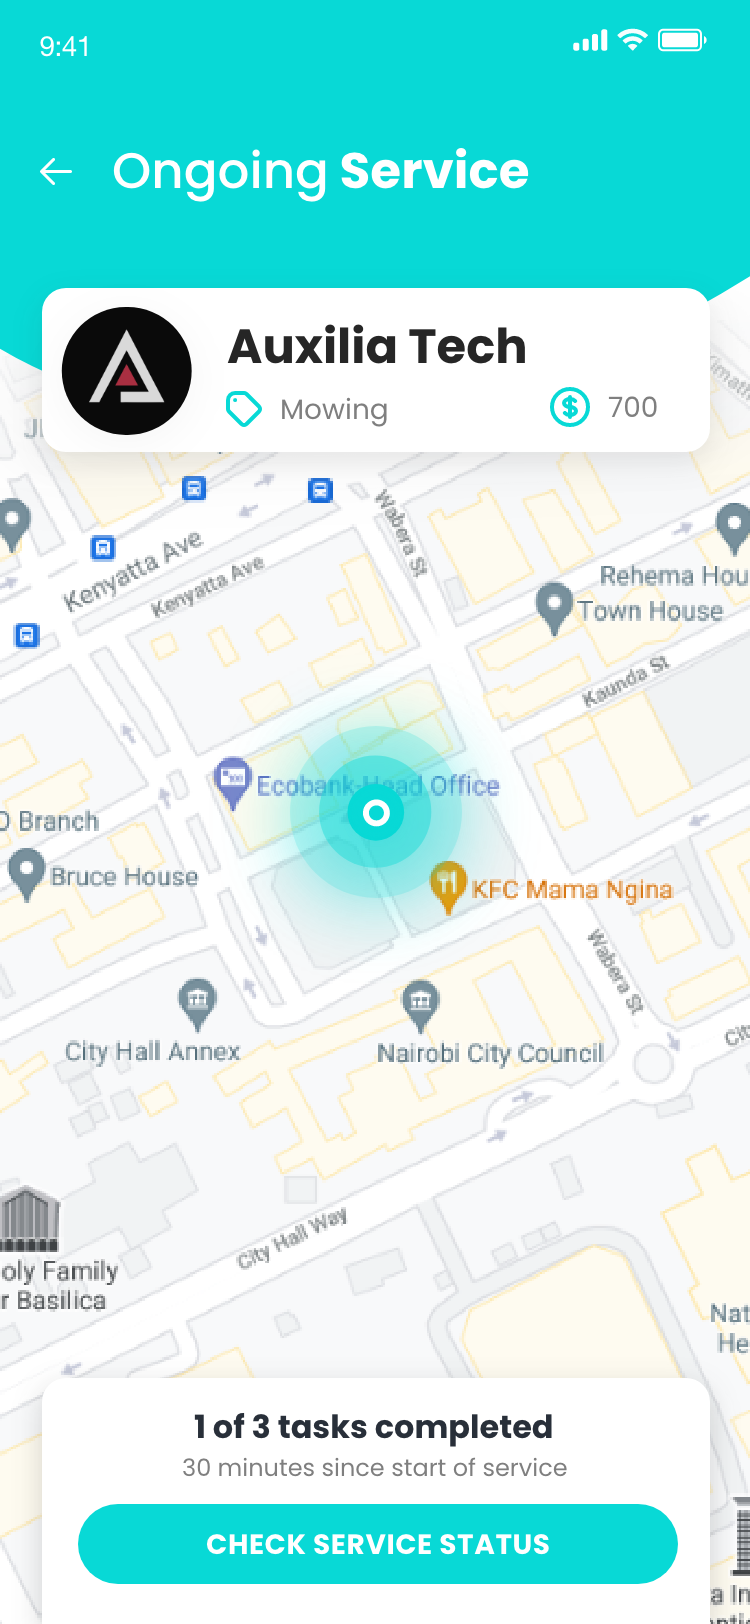 9:41
Ongoing Service
Auxilia Tech
Mowing
700
Kenyatta Ave
Kenyatta Ave
Wabera St
Rehema Hou
Town House
Kaunda St
Ecobank-Head Office
O Branch
Bruce House
KFC Mama Ngina
Wabera St
City Hall Annex
Nairobi City Council
City Hall Way
oly Family
r Basilica
Nat
He
1 of 3 tasks completed
30 minutes since start of service
CHECK SERVICE STATUS